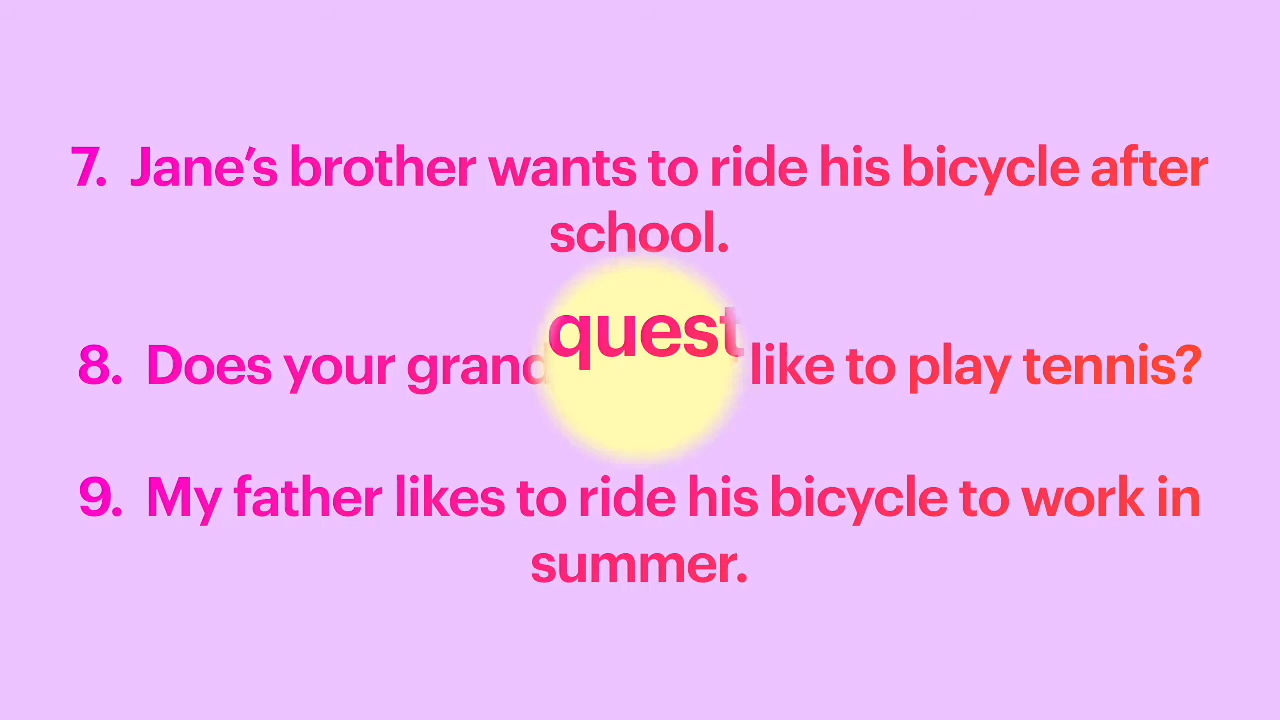 7. Jane’s brother wants to ride his bicycle after
school.
quest
8. Does your grand like to play tennis?
9. My father likes to ride his bicycle to work in
summer.